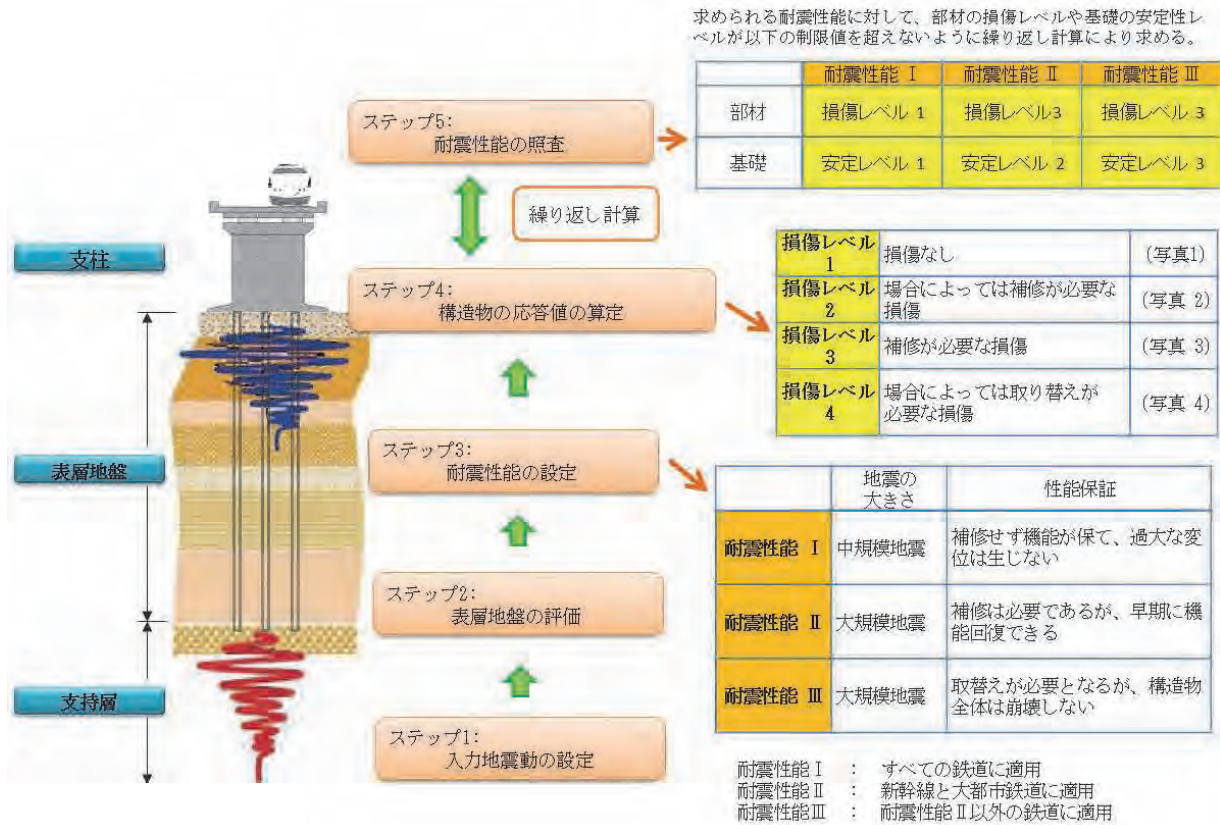 求められる耐震性能に対して、部材の損傷レベルや基礎の安定性レ
ベルが以下の制限値を超えないように繰り返し計算により求める。
耐震性能 Ⅰ 耐震性能 Ⅱ 耐震性能 Ⅲ
部材 損傷レベル 1 損傷レベル3 損傷レベル 3
基礎 安定レベル 1 安定レベル 2 安定レベル 3
ステップ5:
耐震性能の照査
繰り返し計算
支柱
ステップ4:
構造物の応答値の算定
損傷レベル
1
損傷なし
(写真1)
損傷レベル
2
場合によっては補修が必要な
損傷
(写真 2)
損傷レベル
3
補修が必要な損傷
(写真 3)
損傷レベル
4
場合によっては取り替えが
必要な損傷
(写真 4)
表層地盤
ステップ3:
耐震性能の設定
地震の
大きさ
性能保証
耐震性能 Ⅰ
中規模地震
補修せず機能が保て、過大な変
位は生じない
耐震性能 Ⅱ
大規模地震
補修は必要であるが、早期に機
能回復できる
耐震性能 Ⅲ
大規模地震
取替えが必要となるが、構造物
全体は崩壊しない
ステップ2:
表層地盤の評価
支持層
ステップ1:
入力地震動の設定
耐震性能Ⅰ : すべての鉄道に適用
耐震性能Ⅱ : 新幹線と大都市鉄道に適用
耐震性能Ⅲ : 耐震性能Ⅱ以外の鉄道に適用